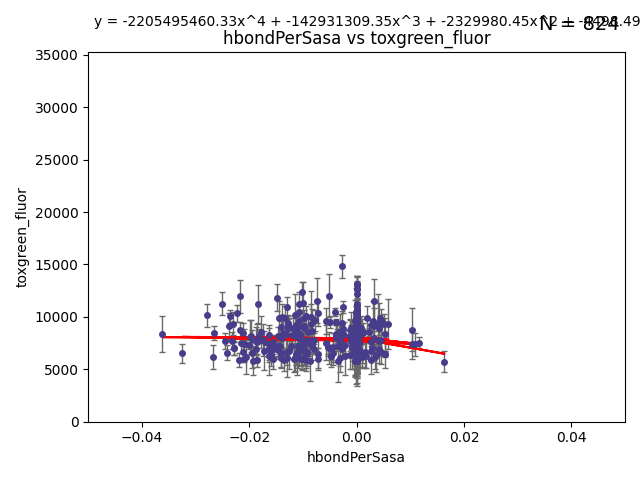 y = -2205495460.33x^4 + -142931309.35x^3 + -2329980.45x^2
N = 824
hbondPerSasa vs toxgreen_fluor
35000
30000
25000
20000
15000
10000
5000
0
toxgreen_fluor
−0.04 −0.02 0.00 0.02 0.04
hbondPerSasa